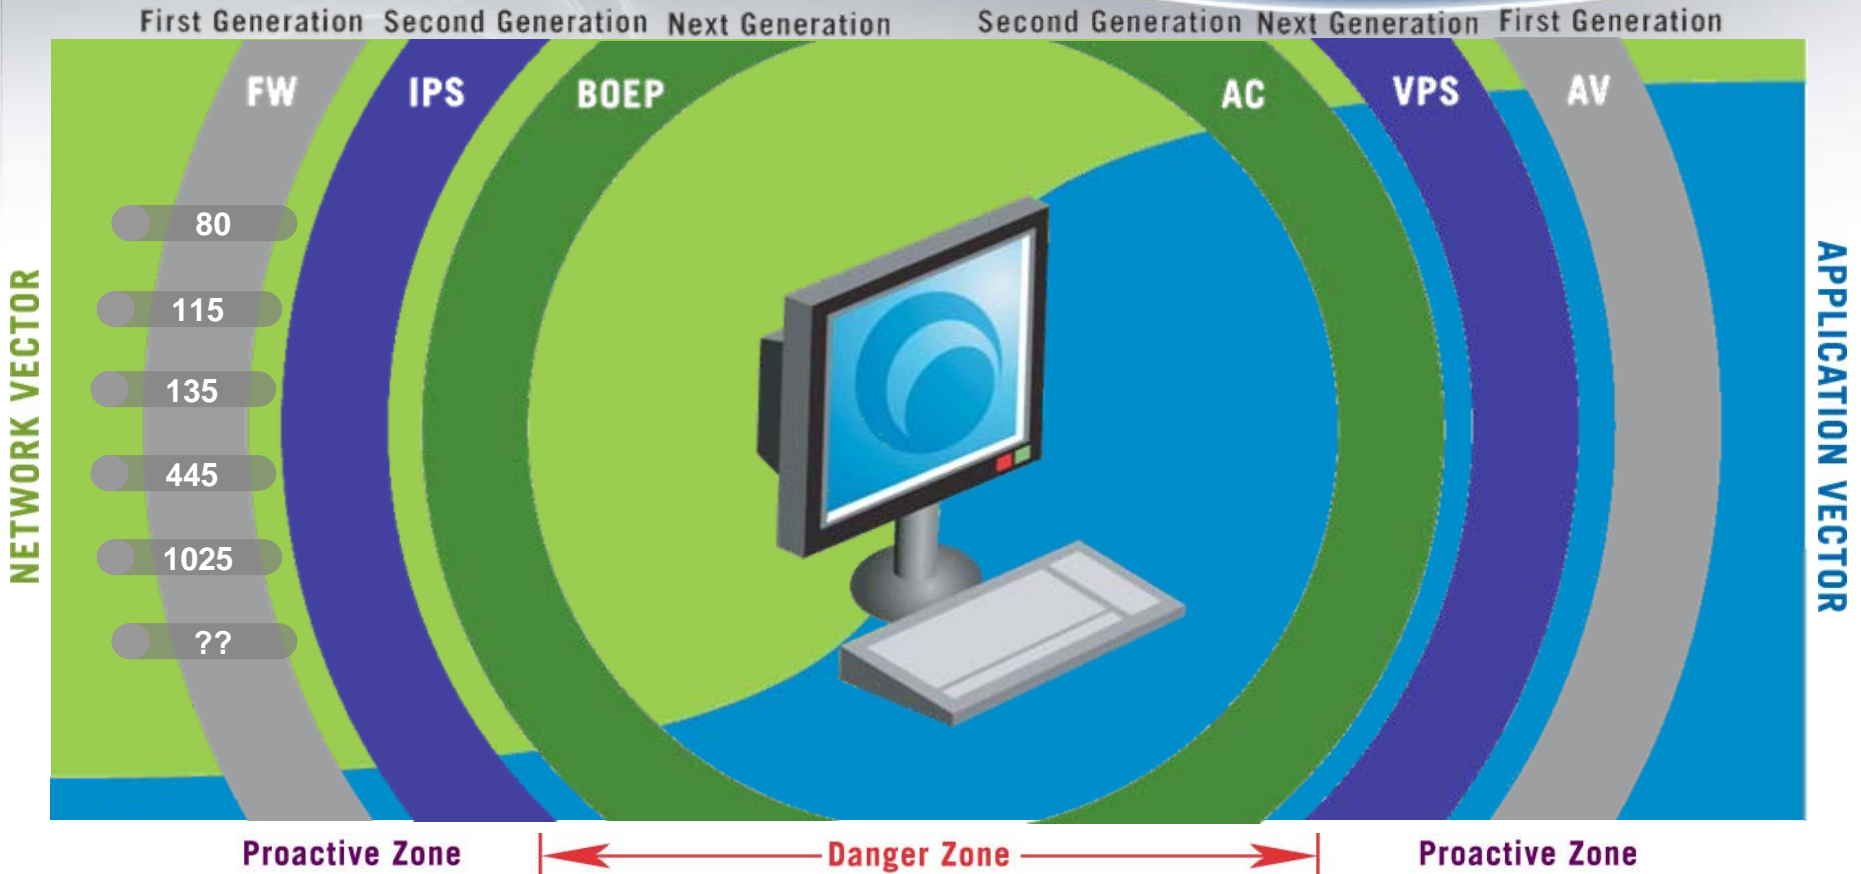 First Generation Second Generation Next Generation Second Generation Next Generation First Generation
FW IPS BOEP AC VPS AV
80
115
135
445
1025
??
NETWORK VECTOR
APPLICATION VECTOR
Proactive Zone Danger Zone Proactive Zone